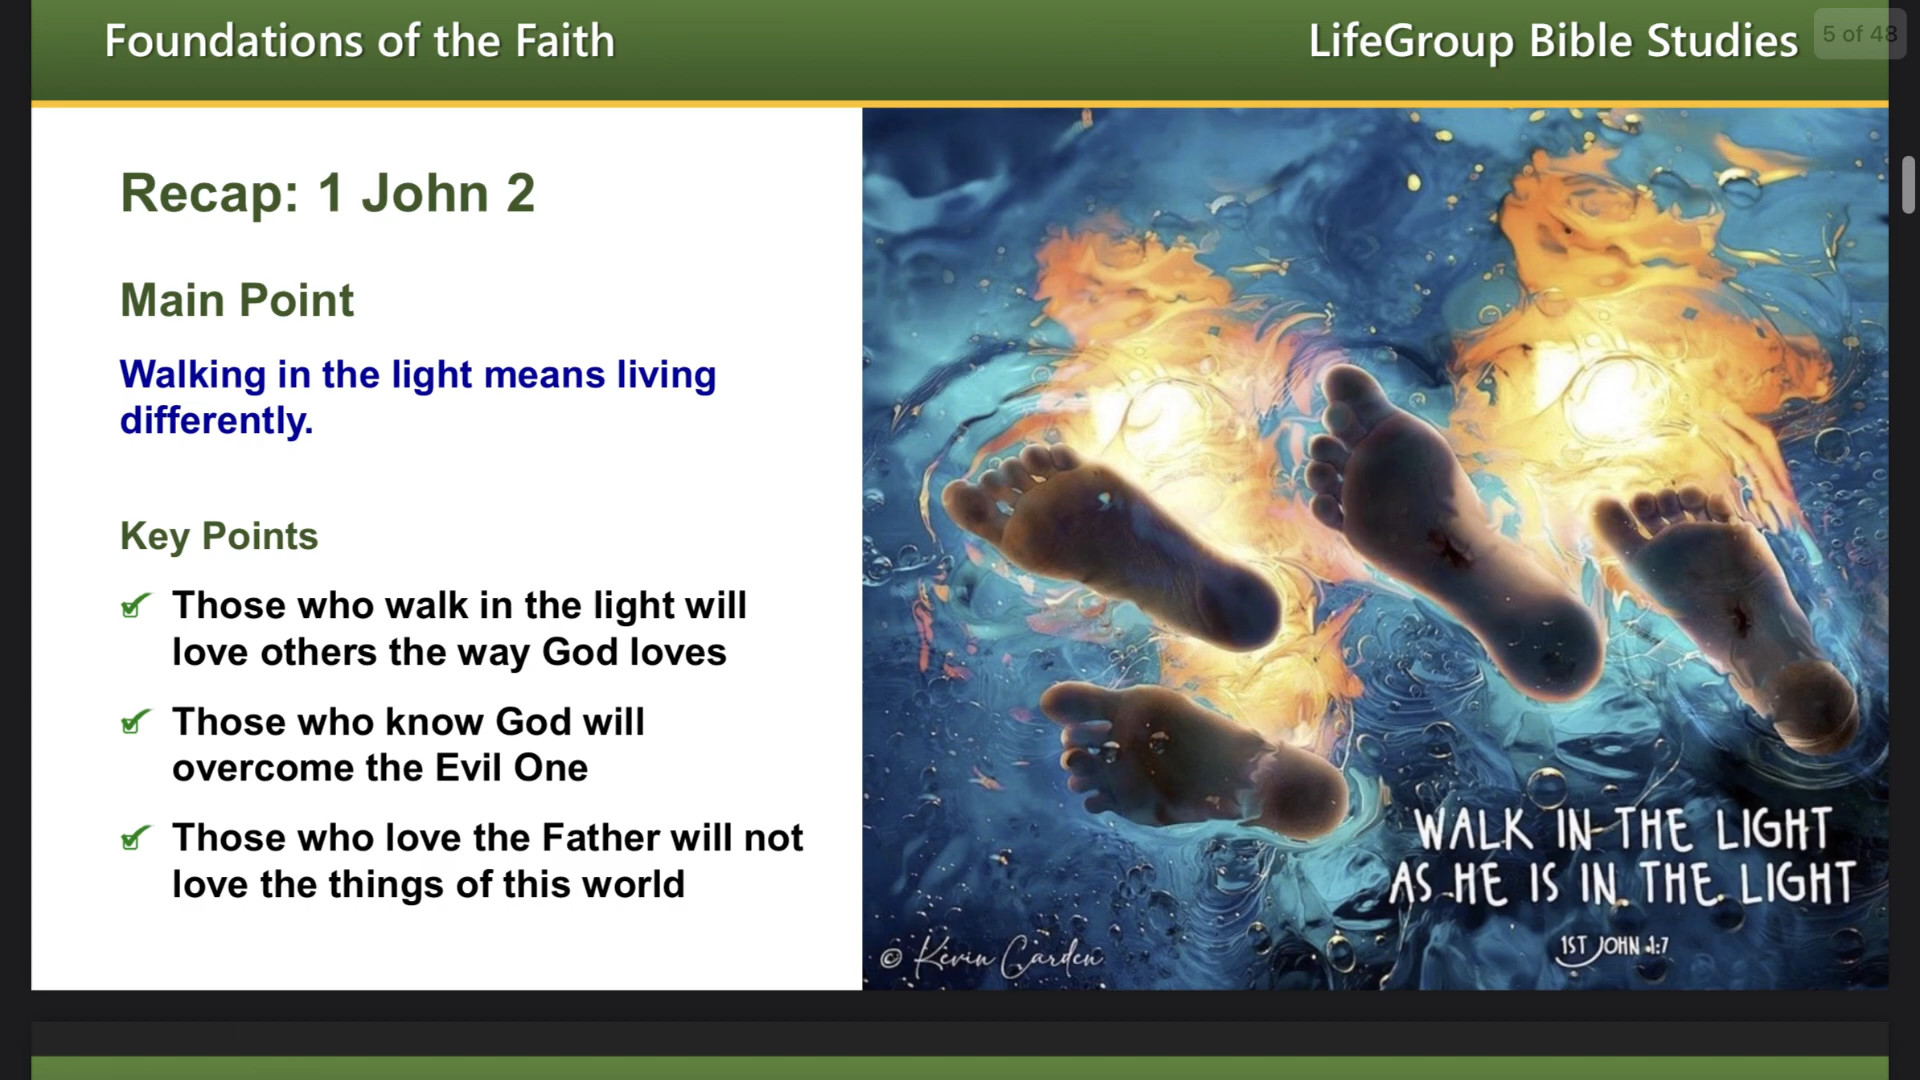 Foundations of the Faith
LifeGroup Bible Studies
5 of 48
Recap: 1 John 2
Main Point
Walking in the light means living
differently.
Key Points
Those who walk in the light will
love others the way God loves
Those who know God will
overcome the Evil One
Those who love the Father will not
love the things of this world
WALK IN THE LIGHT
AS HE IS IN THE LIGHT
1ST JOHN 1:7
© Kevin Carden